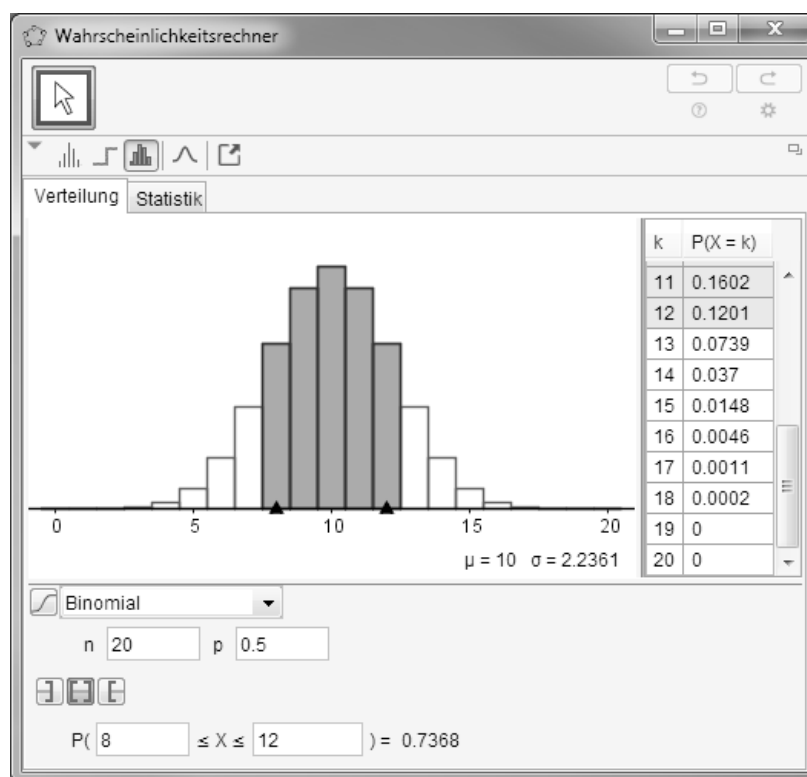 Wahrscheinlichkeitsrechner
Verteilung Statistik
k P(X = k)
11 0.1602
12 0.1201
13 0.0739
14 0.037
15 0.0148
16 0.0046
17 0.0011
18 0.0002
19 0
20 0
0 5 10 15 20
μ = 10 σ = 2.2361
Binomial
n 20 p 0.5
P( 8 ≤ X ≤ 12 ) = 0.7368